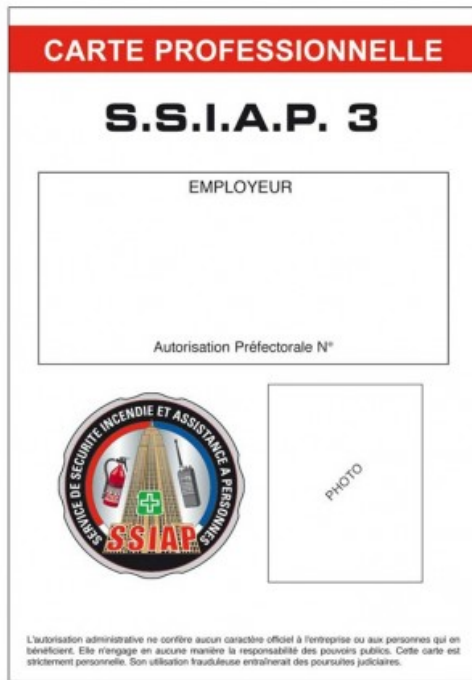 CARTE PROFESSIONNELLE
S.S.I.A.P. 3
EMPLOYEUR
Autorisation Préfectorale N°
SERVICE DE SECURITE INCENDIE ET ASSISTANCE A PERSONNES
SSIAP
PHOTO
L'autorisation administrative ne confère aucun caractère officiel à l'entreprise ou aux personnes qui en
bénéficient. Elle n'engage en aucune manière la responsabilité des pouvoirs publics. Cette carte est
strictement personnelle. Son utilisation frauduleuse entraînerait des poursuites judiciaires.